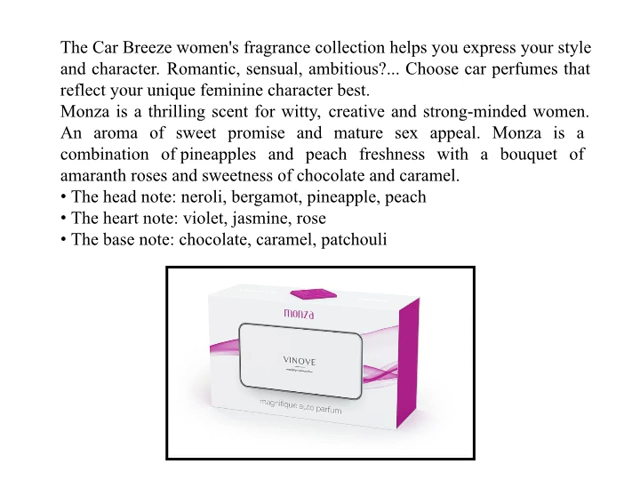 The Car Breeze women's fragrance collection helps you express your style
and character. Romantic, sensual, ambitious?... Choose car perfumes that
reflect your unique feminine character best.
Monza is a thrilling scent for witty, creative and strong-minded women.
An aroma of sweet promise and mature sex appeal. Monza is a
combination of pineapples and peach freshness with a bouquet of
amaranth roses and sweetness of chocolate and caramel.
• The head note: neroli, bergamot, pineapple, peach
• The heart note: violet, jasmine, rose
• The base note: chocolate, caramel, patchouli
monza
VINOVE
magnifique auto parfum